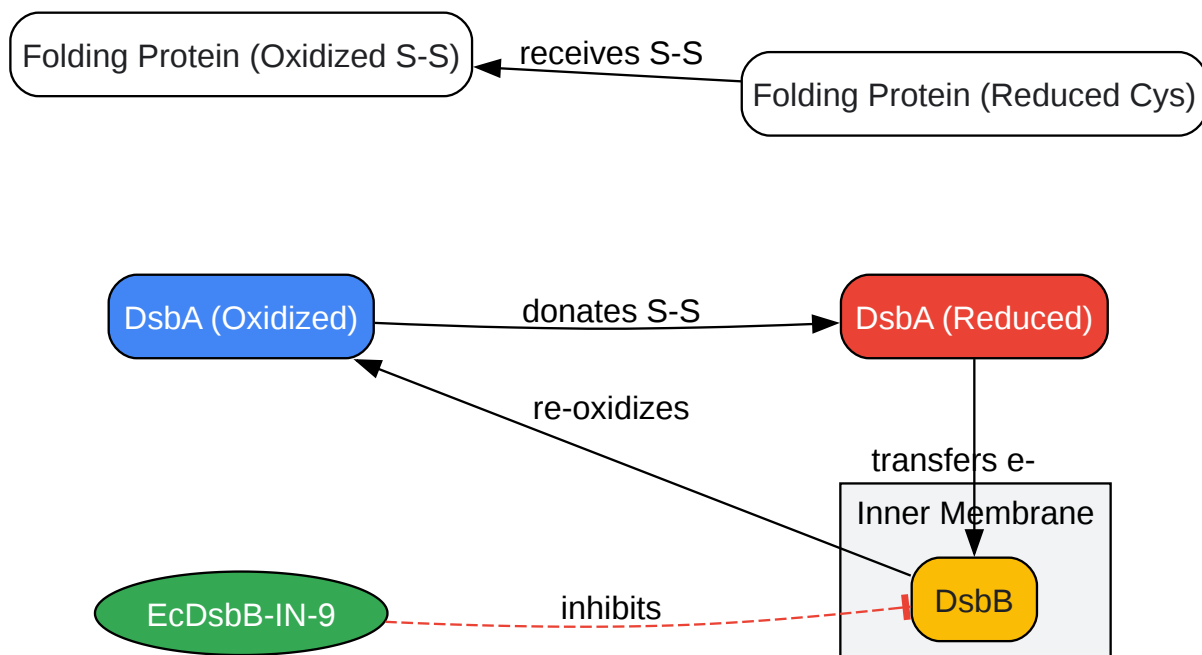 Folding Protein (Oxidized S-S)
receives S-S
Folding Protein (Reduced Cys)
DsbA (Oxidized)
donates S-S
DsbA (Reduced)
re-oxidizes
transfers e-
Inner Membrane
EcDsbB-IN-9
inhibits
DsbB